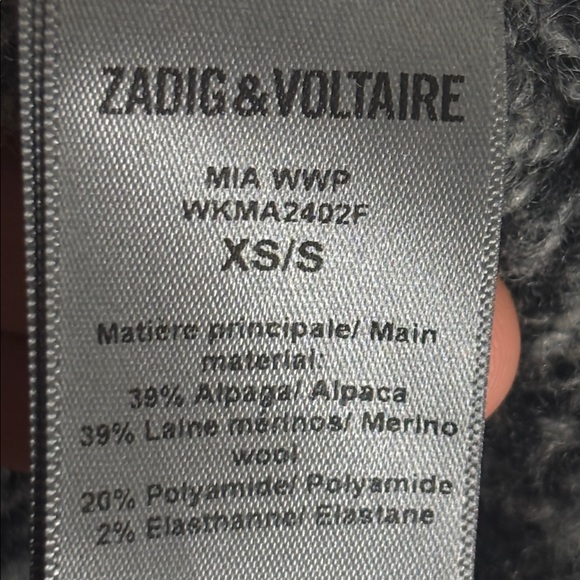 ZADIG&VOLTAIRE
MIA WWP
WKMA2402F
XS/S
Matière principale/ Main
material:
39% Alpaga/ Alpaca
39% Laine mérinos/ Merino
wool
20% Polyamide/ Polyamide
2% Elasthanne/ Elastane